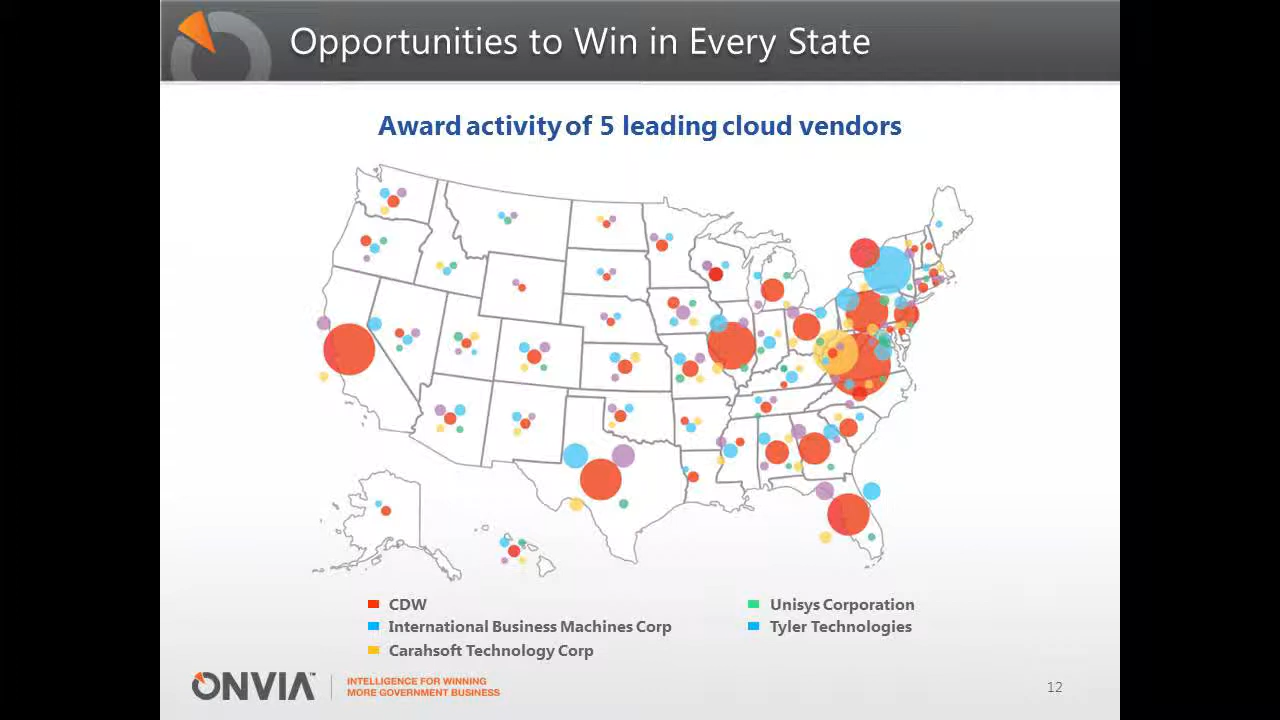 Opportunities to Win in Every State
Award activity of 5 leading cloud vendors
CDW
International Business Machines Corp
Carahsoft Technology Corp
Unisys Corporation
Tyler Technologies
ONVIA™
INTELLIGENCE FOR WINNING
MORE GOVERNMENT BUSINESS
12